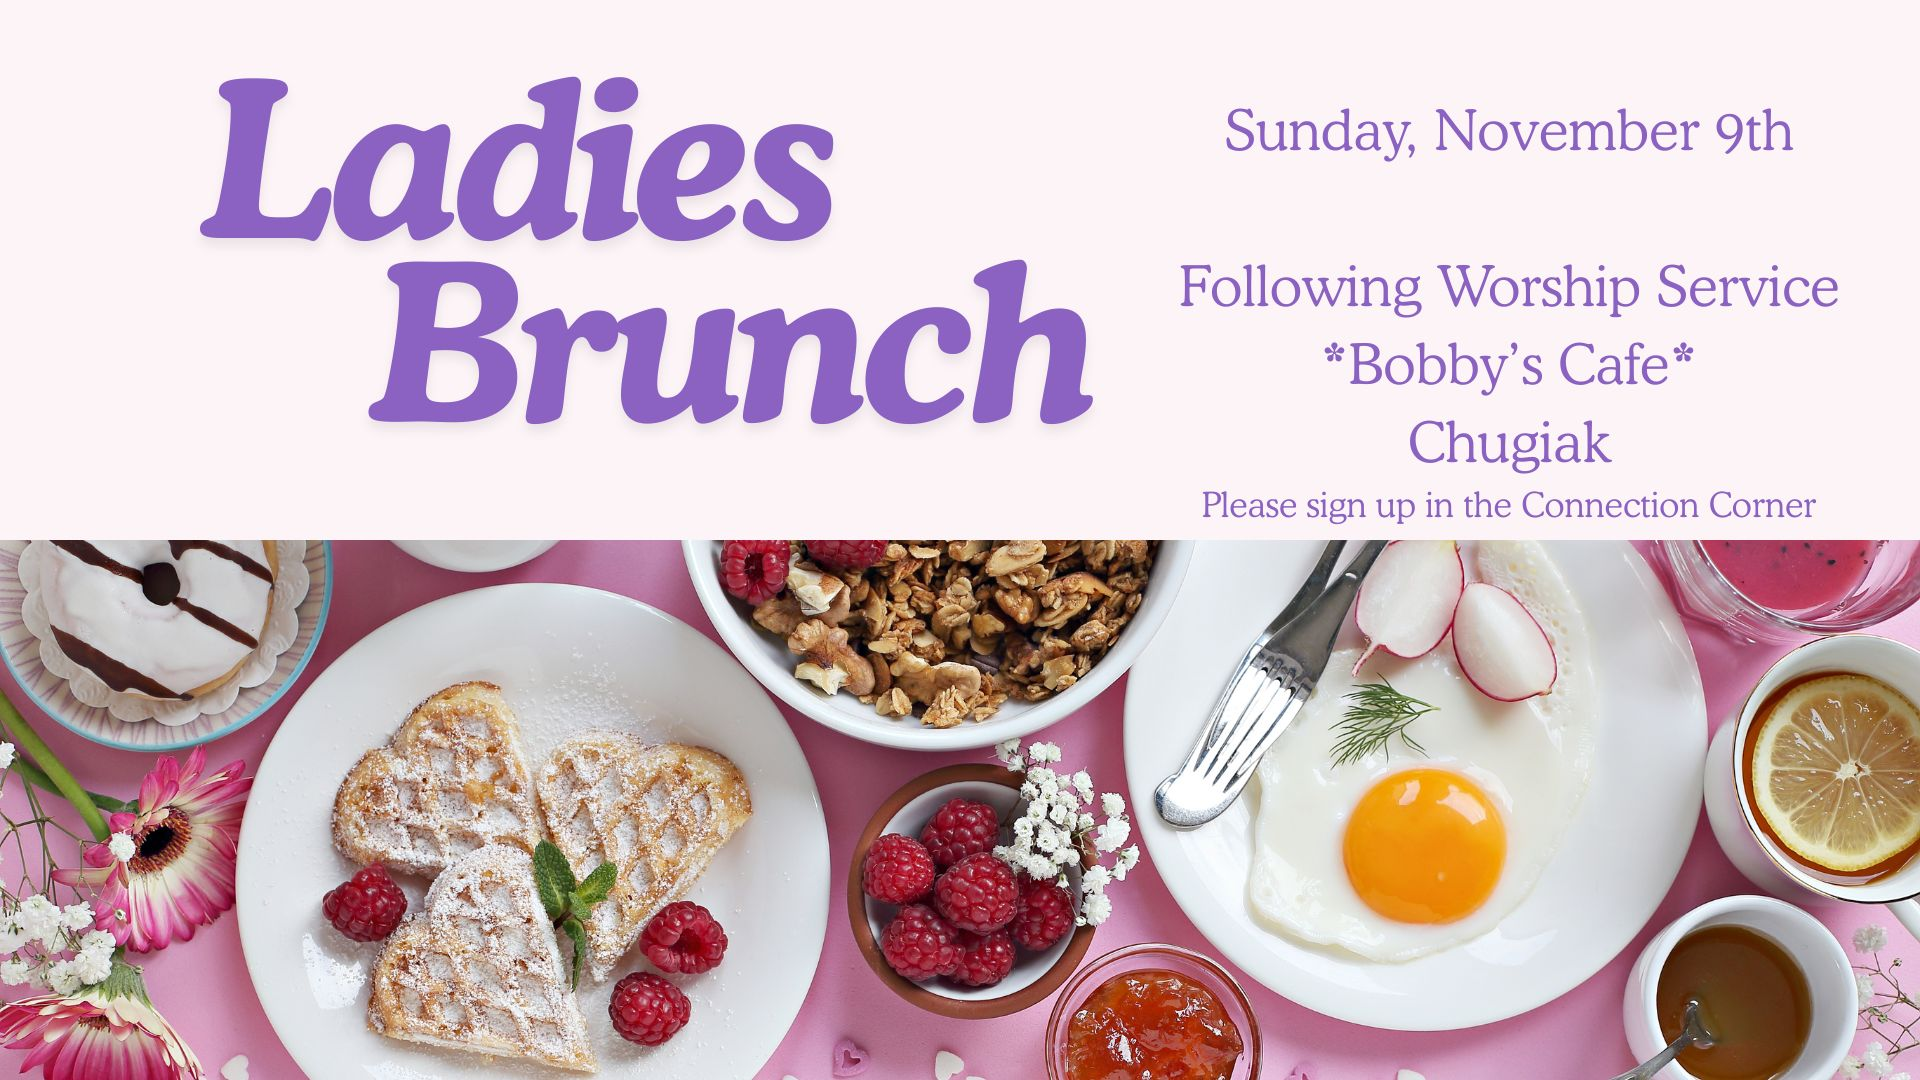 Ladies
Brunch
Sunday, November 9th
Following Worship Service
*Bobby’s Cafe*
Chugiak
Please sign up in the Connection Corner